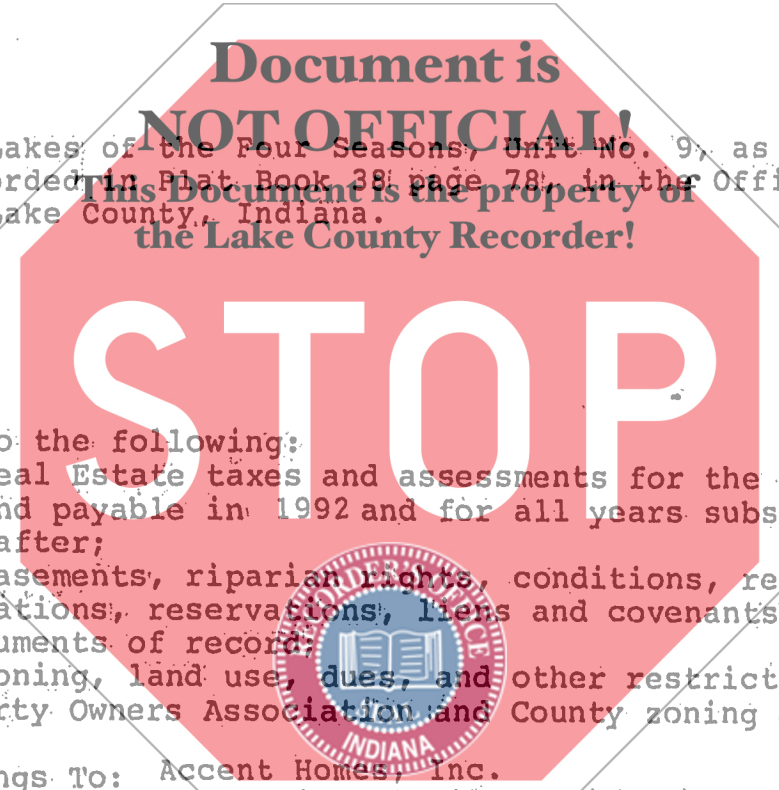 Document is
NOT OFFICIAL!
akes of the Four Seasons, Unit No. 9, as
orded in Plat Book 38 page 78, in the Offi
This Document is the property of
ake County, Indiana.
the Lake County Recorder!
STOP
o the following:
eal Estate taxes and assessments for the
nd payable in 1992 and for all years subs
after;
asements, riparian rights, conditions, re
ations, reservations, liens and covenants
uments of record;
oning, land use, dues, and other restrict
rty Owners Association and County zoning
RECORDER'S OFFICE
INDIANA
ngs To: Accent Homes, Inc.